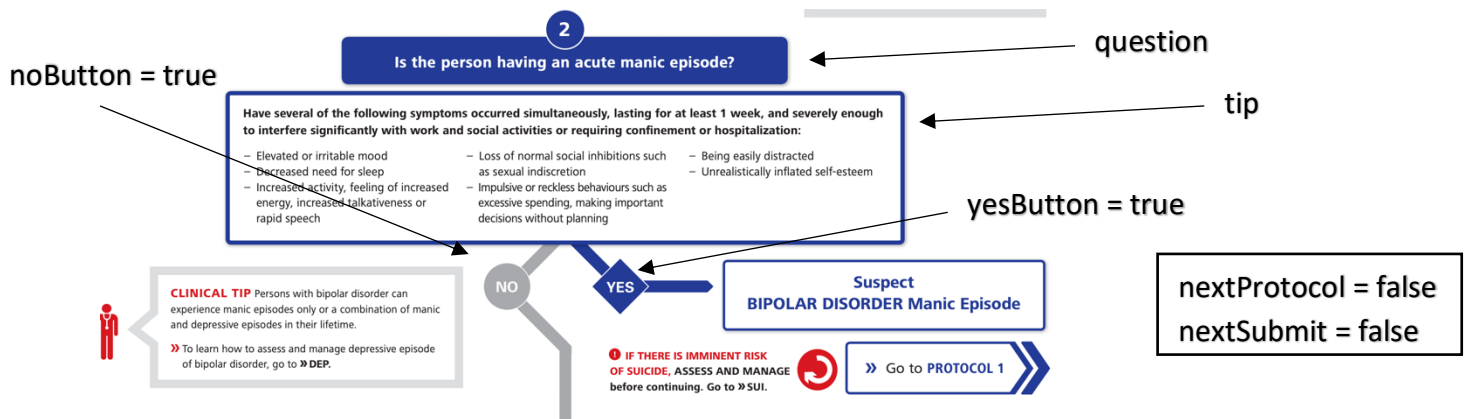 2
question
Is the person having an acute manic episode?
noButton = true
tip
Have several of the following symptoms occurred simultaneously, lasting for at least 1 week, and severely enough
to interfere significantly with work and social activities or requiring confinement or hospitalization:
– Elevated or irritable mood
– Decreased need for sleep
– Increased activity, feeling of increased
energy, increased talkativeness or
rapid speech
– Loss of normal social inhibitions such
as sexual indiscretion
– Impulsive or reckless behaviours such as
excessive spending, making important
decisions without planning
– Being easily distracted
– Unrealistically inflated self-esteem
yesButton = true
NO
YES
Suspect
BIPOLAR DISORDER Manic Episode
nextProtocol = false
nextSubmit = false
CLINICAL TIP Persons with bipolar disorder can
experience manic episodes only or a combination of manic
and depressive episodes in their lifetime.
» To learn how to assess and manage depressive episode
of bipolar disorder, go to » DEP.
! IF THERE IS IMMINENT RISK
OF SUICIDE, ASSESS AND MANAGE
before continuing. Go to » SUI.
» Go to PROTOCOL 1